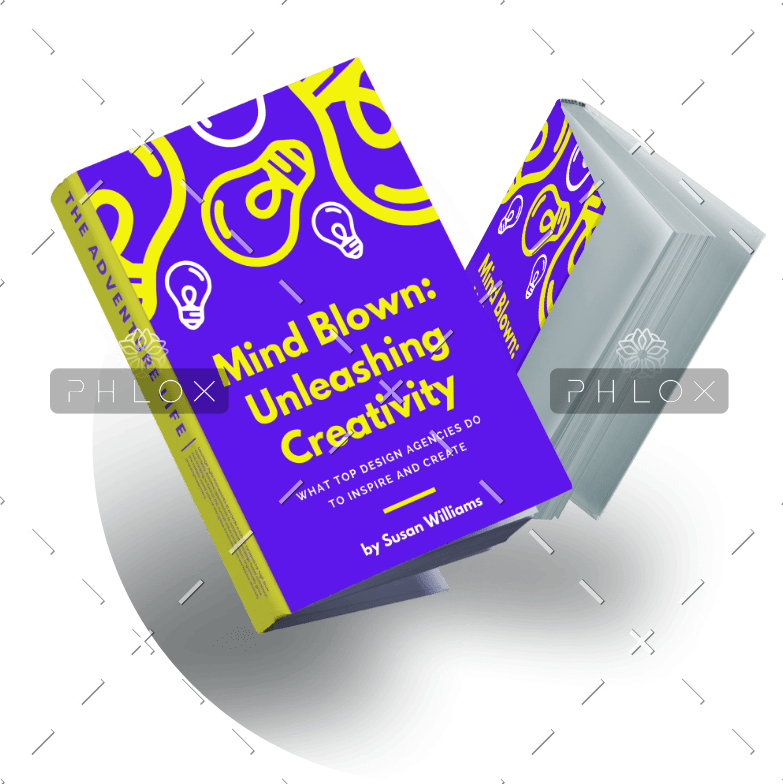 THE ADVENTURE LIFE
Mind Blown:
Unleashing
Creativity
WHAT TOP DESIGN AGENCIES DO
TO INSPIRE AND CREATE
by Susan Williams
Mind Blown:
PHLOX
PHLOX